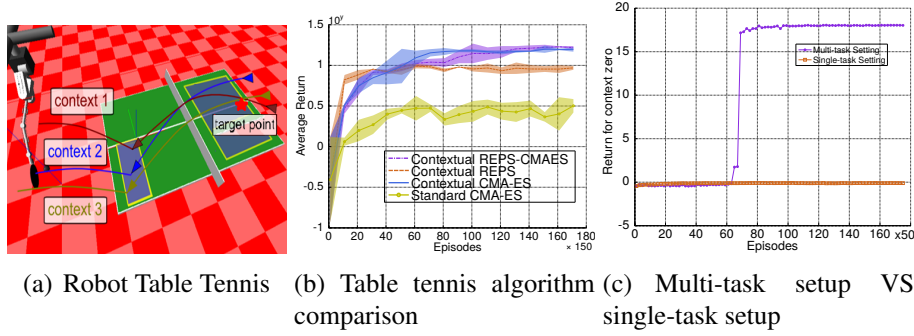 context 1
context 2
context 3
target point
(a) Robot Table Tennis
1.5
10^y
1
0.5
0
-0.5
-1
Average Return
Contextual REPS-CMAES
Contextual REPS
Contextual CMA-ES
Standard CMA-ES
0 20 40 60 80 100 120 140 160 180
Episodes
× 150
(b) Table tennis algorithm
comparison
20
15
10
5
0
-5
Return for context zero
Multi-task Setting
Single-task Setting
0 20 40 60 80 100 120 140 160
x50
Episodes
(c) Multi-task setup VS
single-task setup